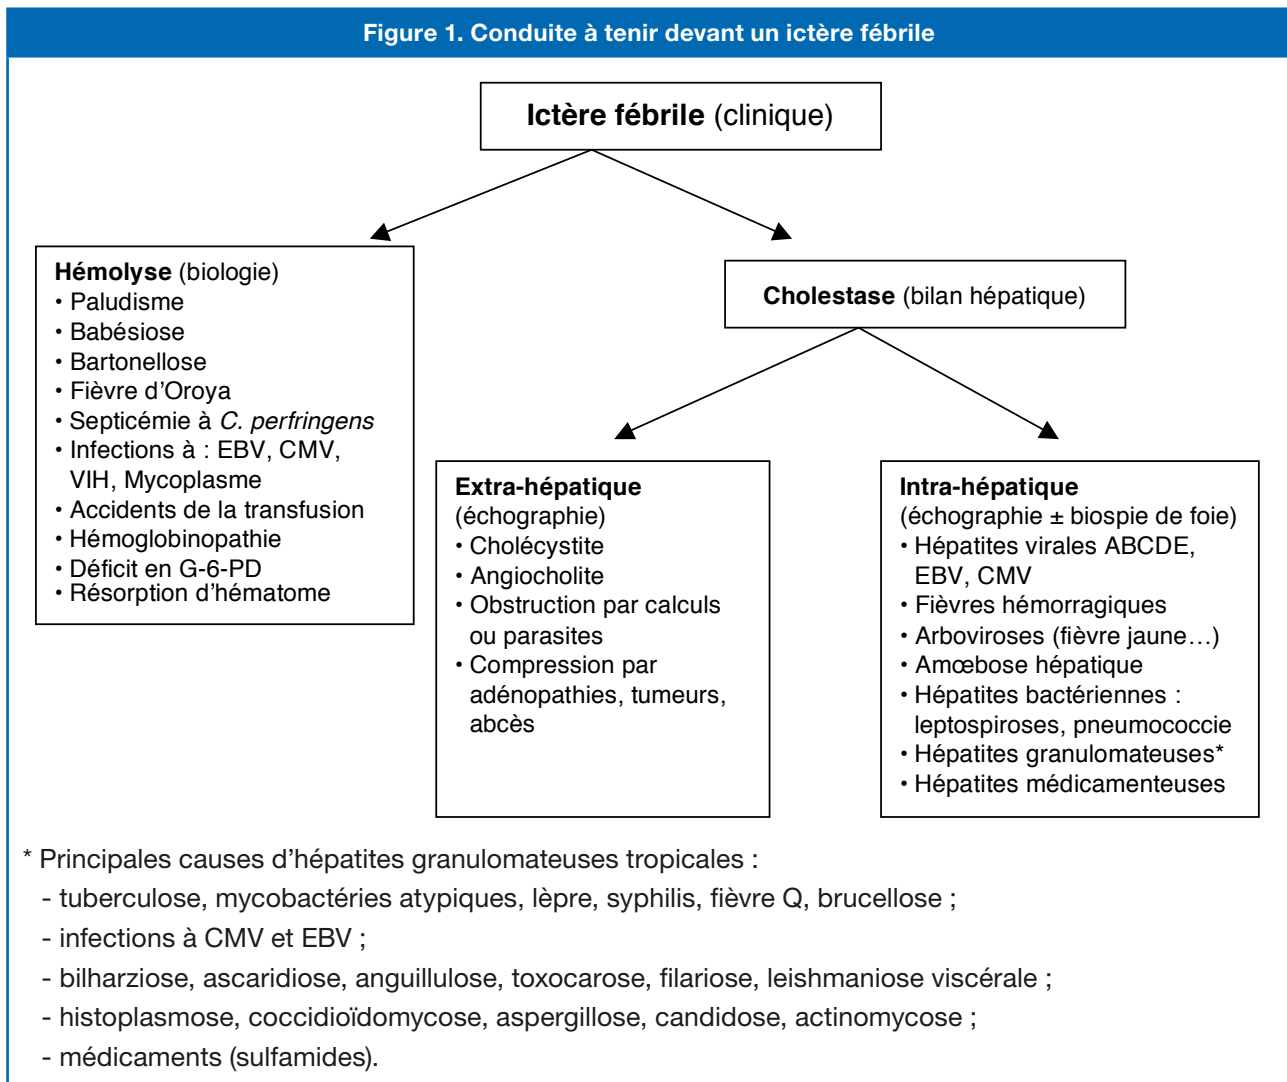 Figure 1. Conduite à tenir devant un ictère fébrile
Ictère fébrile (clinique)
Hémolyse (biologie)
• Paludisme
• Babésiose
• Bartonellose
• Fièvre d’Oroya
• Septicémie à C. perfringens
• Infections à : EBV, CMV,
VIH, Mycoplasme
• Accidents de la transfusion
• Hémoglobinopathie
• Déficit en G-6-PD
• Résorption d’hématome
Cholestase (bilan hépatique)
Extra-hépatique
(échographie)
• Cholécystite
• Angiocholite
• Obstruction par calculs
ou parasites
• Compression par
adénopathies, tumeurs,
abcès
Intra-hépatique
(échographie ± biospie de foie)
• Hépatites virales ABCDE,
EBV, CMV
• Fièvres hémorragiques
• Arboviroses (fièvre jaune…)
• Amœbose hépatique
• Hépatites bactériennes :
leptospiroses, pneumococcie
• Hépatites granulomateuses*
• Hépatites médicamenteuses
* Principales causes d’hépatites granulomateuses tropicales :
- tuberculose, mycobactéries atypiques, lèpre, syphilis, fièvre Q, brucellose ;
- infections à CMV et EBV ;
- bilharziose, ascaridiose, anguillulose, toxocarose, filariose, leishmaniose viscérale ;
- histoplasmose, coccidioïdomycose, aspergillose, candidose, actinomycose ;
- médicaments (sulfamides).